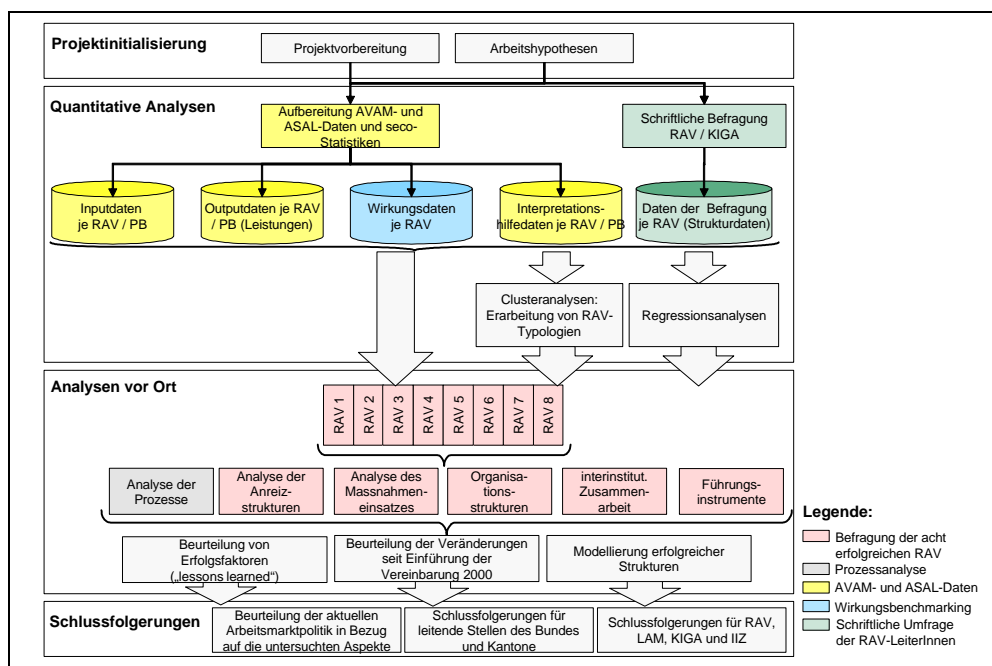 Projektinitialisierung
Projektvorbereitung
Arbeitshypothesen
Quantitative Analysen
Aufbereitung AVAM- und
ASAL-Daten und seco-
Statistiken
Schriftliche Befragung
RAV / KIGA
Inputdaten
je RAV / PB
Outputdaten je RAV
/ PB (Leistungen)
Wirkungsdaten
je RAV
Interpretations-
hilfedaten je RAV / PB
Daten der Befragung
je RAV (Strukturdaten)
Clusteranalysen:
Erarbeitung von RAV-
Typologien
Regressionsanalysen
Analysen vor Ort
RAV 1
RAV 2
RAV 3
RAV 4
RAV 5
RAV 6
RAV 7
RAV 8
Analyse der
Prozesse
Analyse der
Anreiz-
strukturen
Analyse des
Massnahmen-
einsatzes
Organisa-
tions-
strukturen
interinstitut.
Zusammen-
arbeit
Führungs-
instrumente
Beurteilung von
Erfolgsfaktoren
(„lessons learned“)
Beurteilung der Veränderungen
seit Einführung der
Vereinbarung 2000
Modellierung erfolgreicher
Strukturen
Schlussfolgerungen
Beurteilung der aktuellen
Arbeitsmarktpolitik in Bezug
auf die untersuchten Aspekte
Schlussfolgerungen für
leitende Stellen des Bundes
und Kantone
Schlussfolgerungen für RAV,
LAM, KIGA und IIZ
Legende:
Befragung der acht
erfolgreichen RAV
Prozessanalyse
AVAM- und ASAL-Daten
Wirkungsbenchmarking
Schriftliche Umfrage
der RAV-LeiterInnen